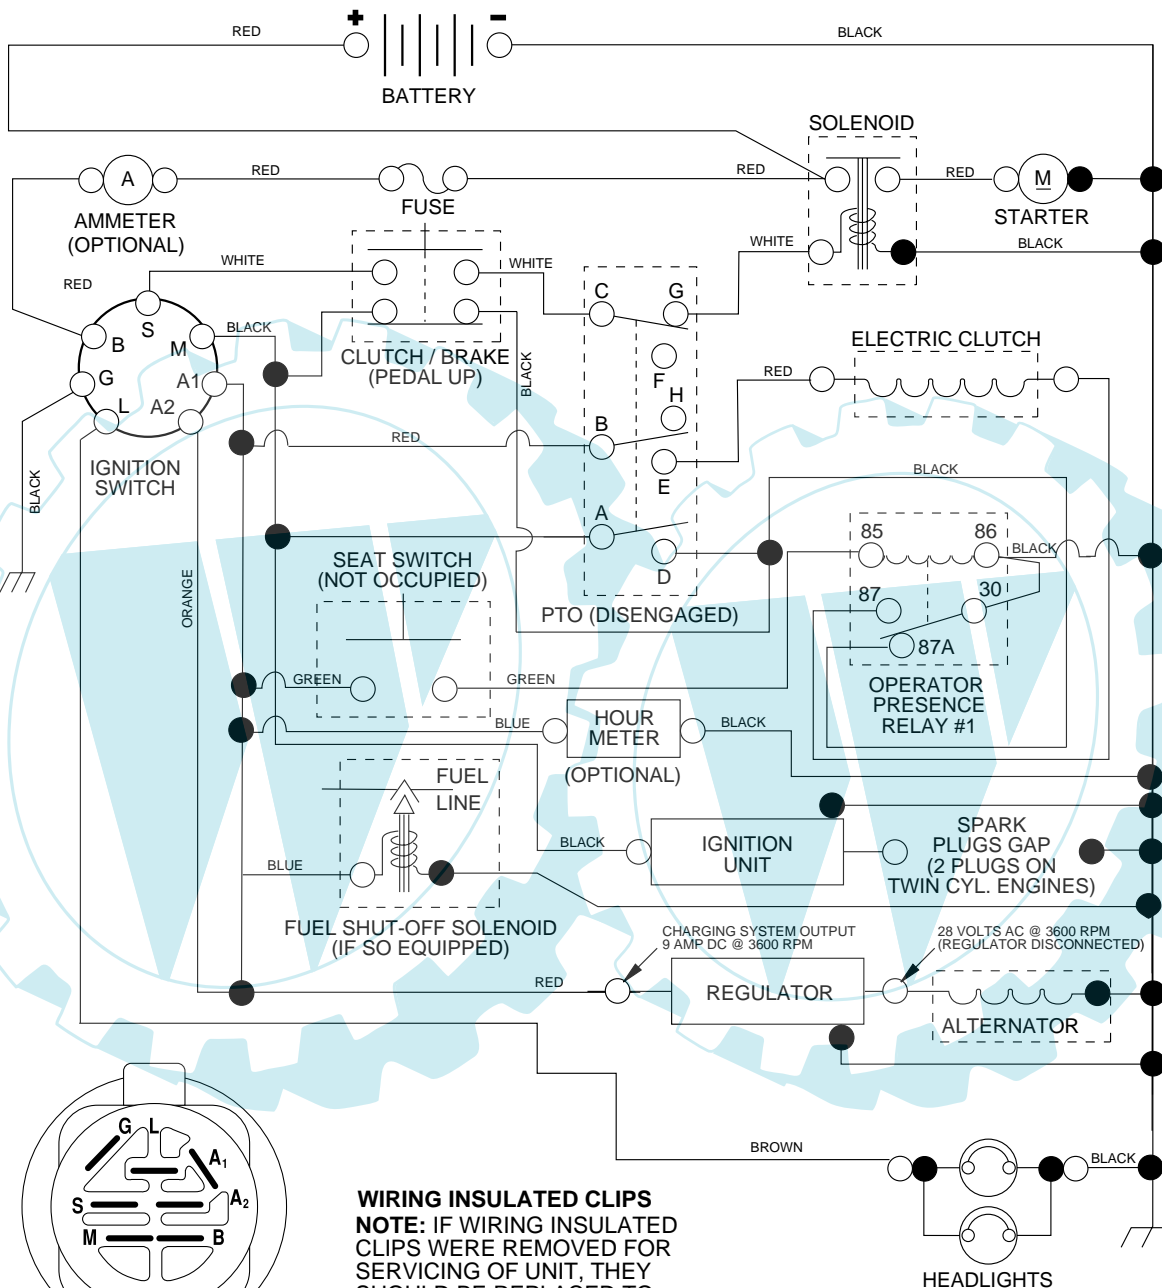 RED
+
-
BLACK
BATTERY
SOLENOID
A
RED
RED
RED
M
AMMETER
(OPTIONAL)
FUSE
STARTER
WHITE
WHITE
WHITE
BLACK
RED
S
B
M
BLACK
G
A1
L
A2
CLUTCH / BRAKE
(PEDAL UP)
BLACK
C
G
F
H
B
E
A
D
ELECTRIC CLUTCH
RED
RED
IGNITION
SWITCH
BLACK
BLACK
ORANGE
SEAT SWITCH
(NOT OCCUPIED)
PTO (DISENGAGED)
85
86
BLACK
87
30
87A
GREEN
GREEN
OPERATOR
PRESENCE
RELAY #1
BLUE
HOUR
METER
BLACK
(OPTIONAL)
FUEL
LINE
BLACK
IGNITION
UNIT
SPARK
PLUGS GAP
(2 PLUGS ON
TWIN CYL. ENGINES)
BLUE
FUEL SHUT-OFF SOLENOID
(IF SO EQUIPPED)
CHARGING SYSTEM OUTPUT
9 AMP DC @ 3600 RPM
28 VOLTS AC @ 3600 RPM
(REGULATOR DISCONNECTED)
RED
REGULATOR
ALTERNATOR
BROWN
BLACK
HEADLIGHTS
G
L
A1
A2
S
M
B
WIRING INSULATED CLIPS
NOTE: IF WIRING INSULATED
CLIPS WERE REMOVED FOR
SERVICING OF UNIT, THEY
SHOULD BE REPLACED TO